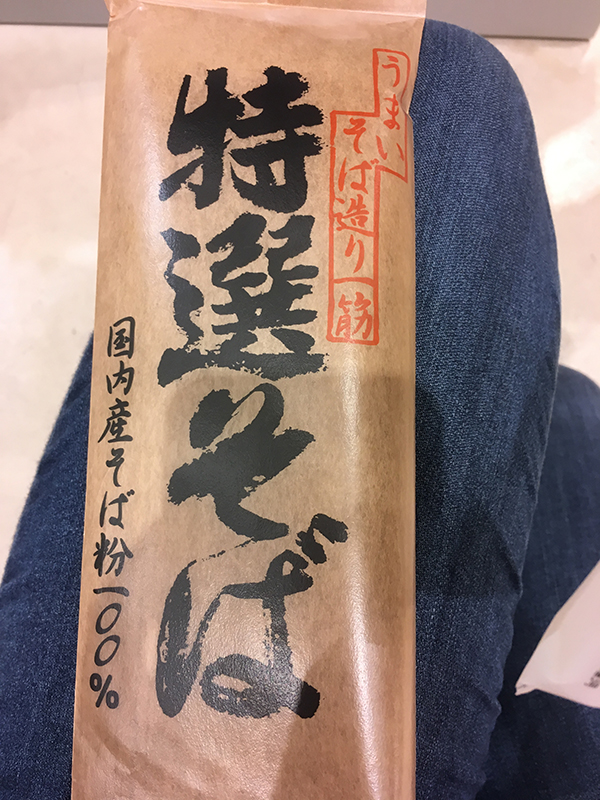 うまい
そば造り一筋
特選そば
国内産そば粉一〇〇%